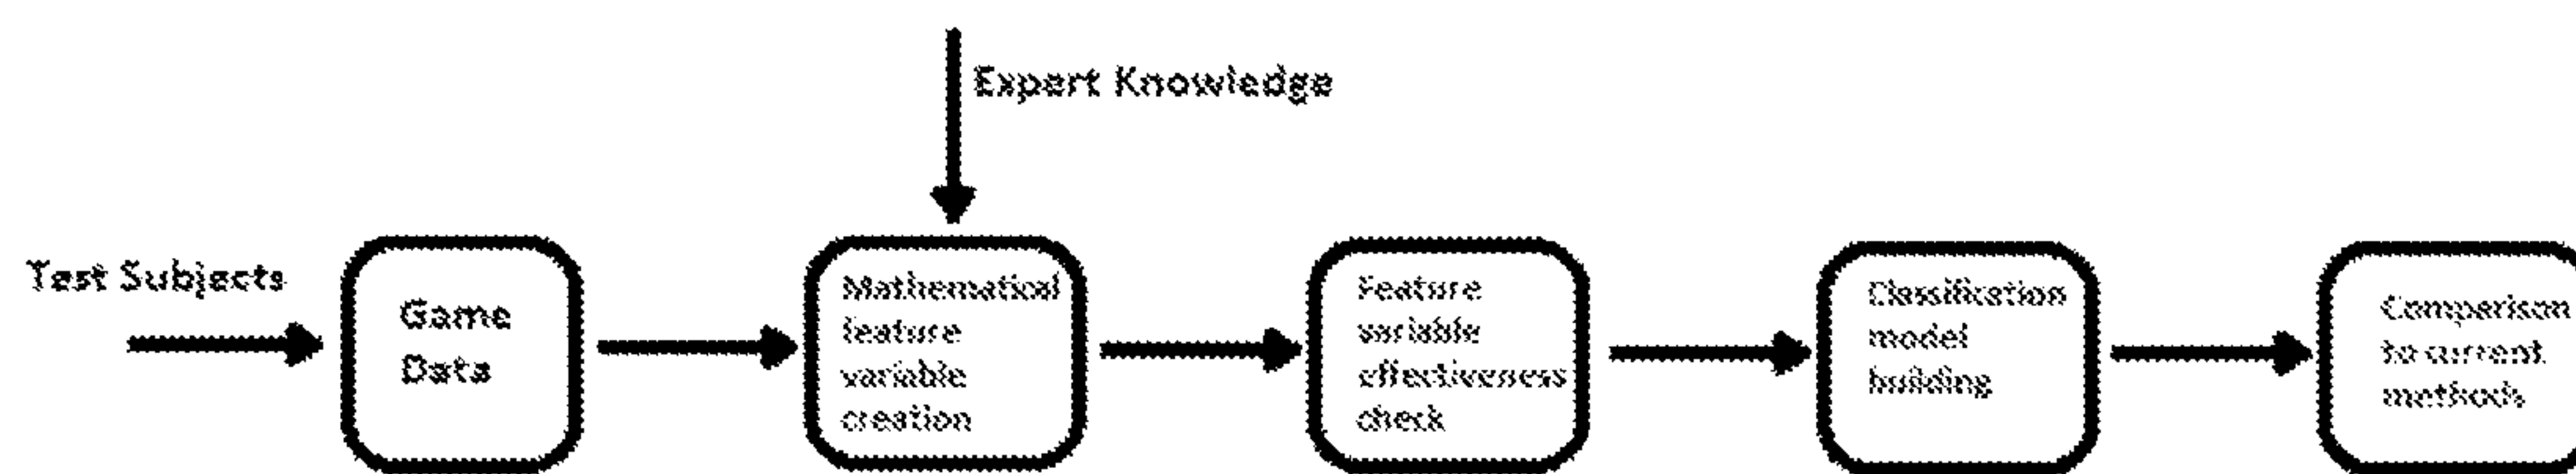 Expert Knowledge
Test Subjects
Game
Data
Mathematical
feature
variable
creation
Feature
variable
effectiveness
check
Classification
model
building
Comparison
to current
methods